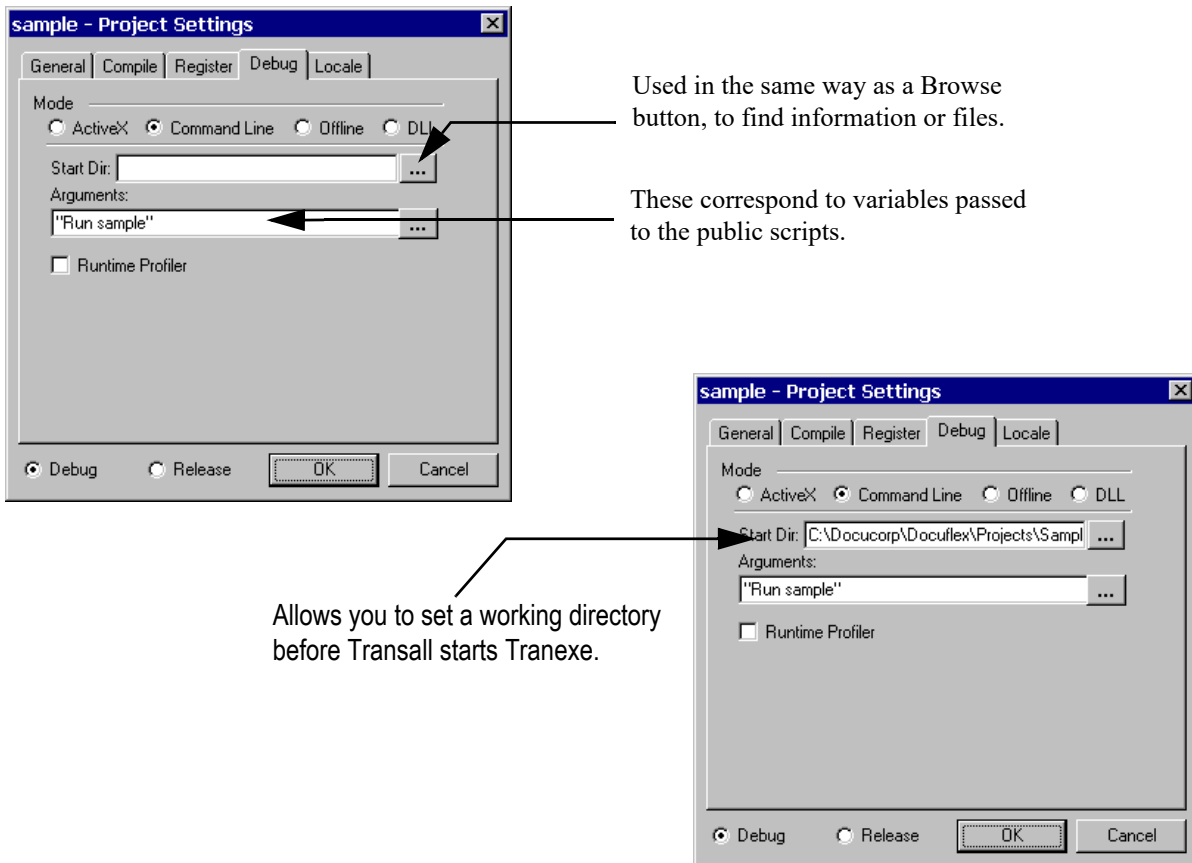 sample - Project Settings
General Compile Register Debug Locale
Mode
ActiveX Command Line Offline DLL
Start Dir: ...
Arguments:
"Run sample" ...
Runtime Profiler
Debug Release OK Cancel
Used in the same way as a Browse
button, to find information or files.
These correspond to variables passed
to the public scripts.
sample - Project Settings
General Compile Register Debug Locale
Mode
ActiveX Command Line Offline DLL
Start Dir: C:\Docucorp\Docuflex\Projects\Sampl ...
Arguments:
"Run sample" ...
Runtime Profiler
Debug Release OK Cancel
Allows you to set a working directory
before Transall starts Tranexe.